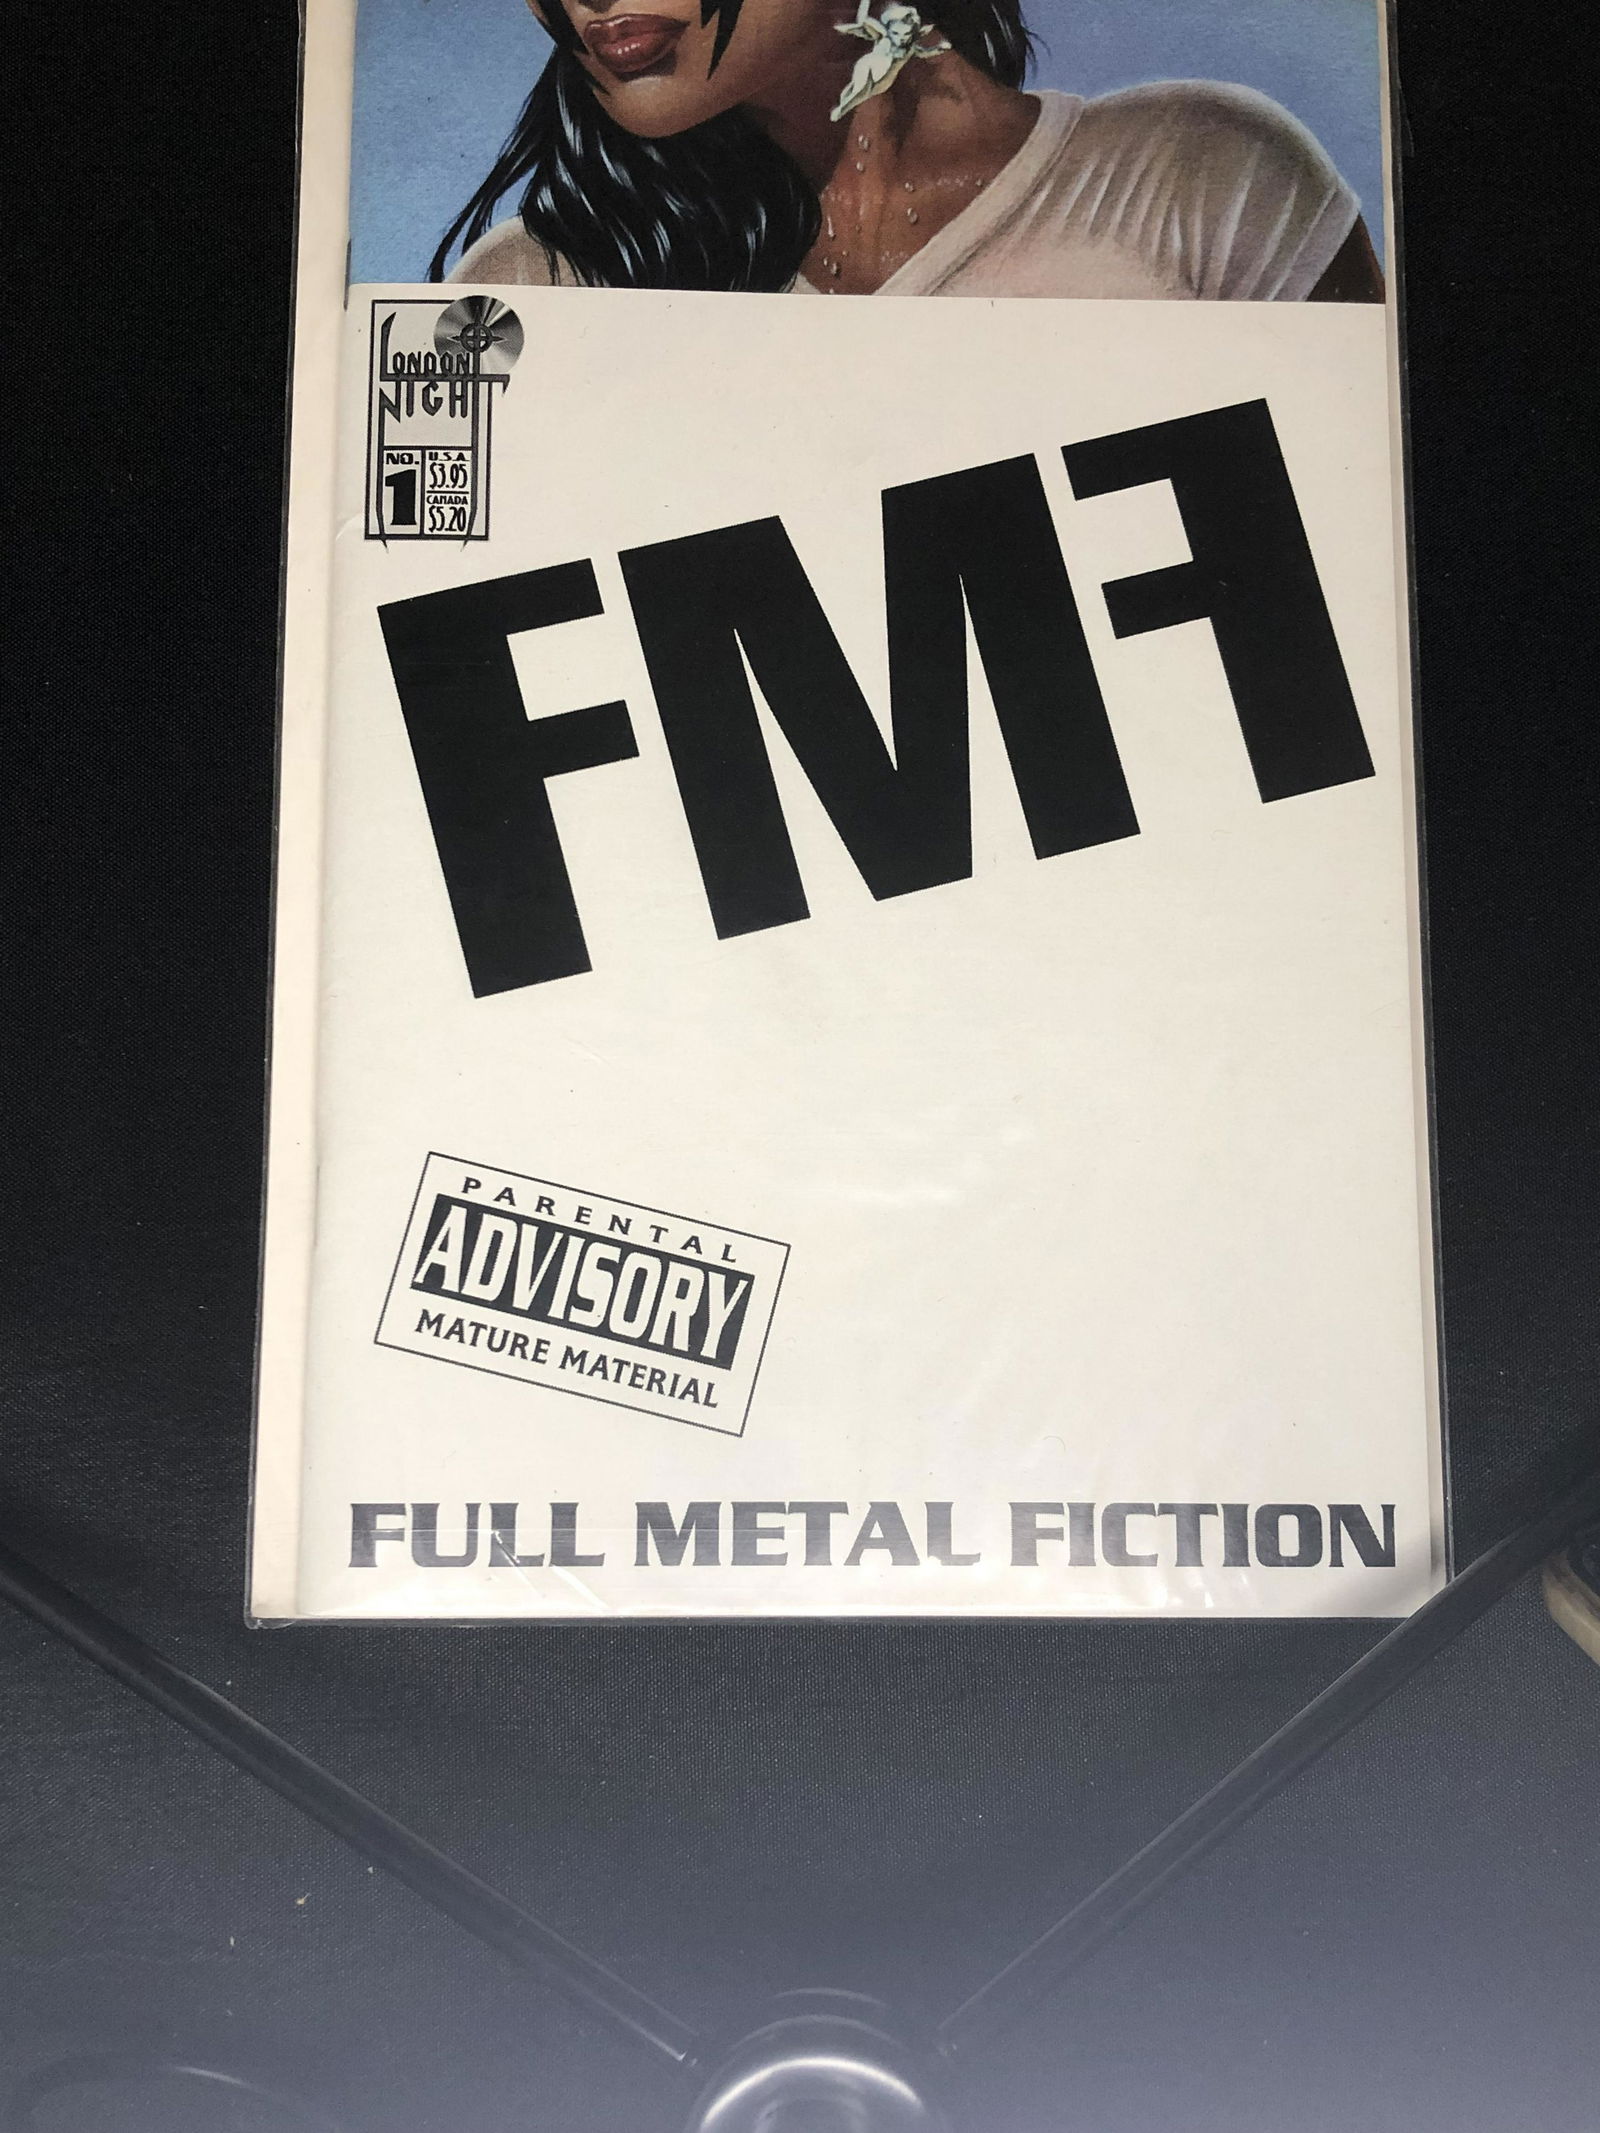 LONDON
NIGHT
NO. 1
U.S.A.
$3.95
CANADA
$5.20
FMF
PARENTAL
ADVISORY
MATURE MATERIAL
FULL METAL FICTION